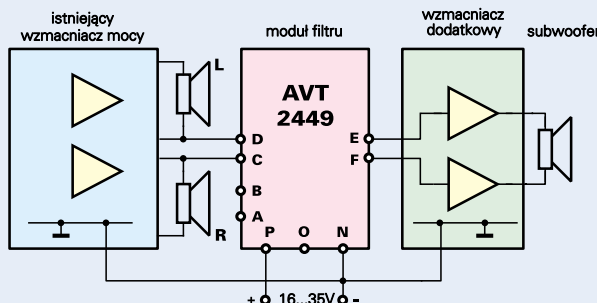 istniejący
wzmacniacz mocy
moduł filtru
wzmacniacz
dodatkowy
subwoofer
L
R
AVT
2449
D
C
B
A
E
F
P O N
+ 16...35V -